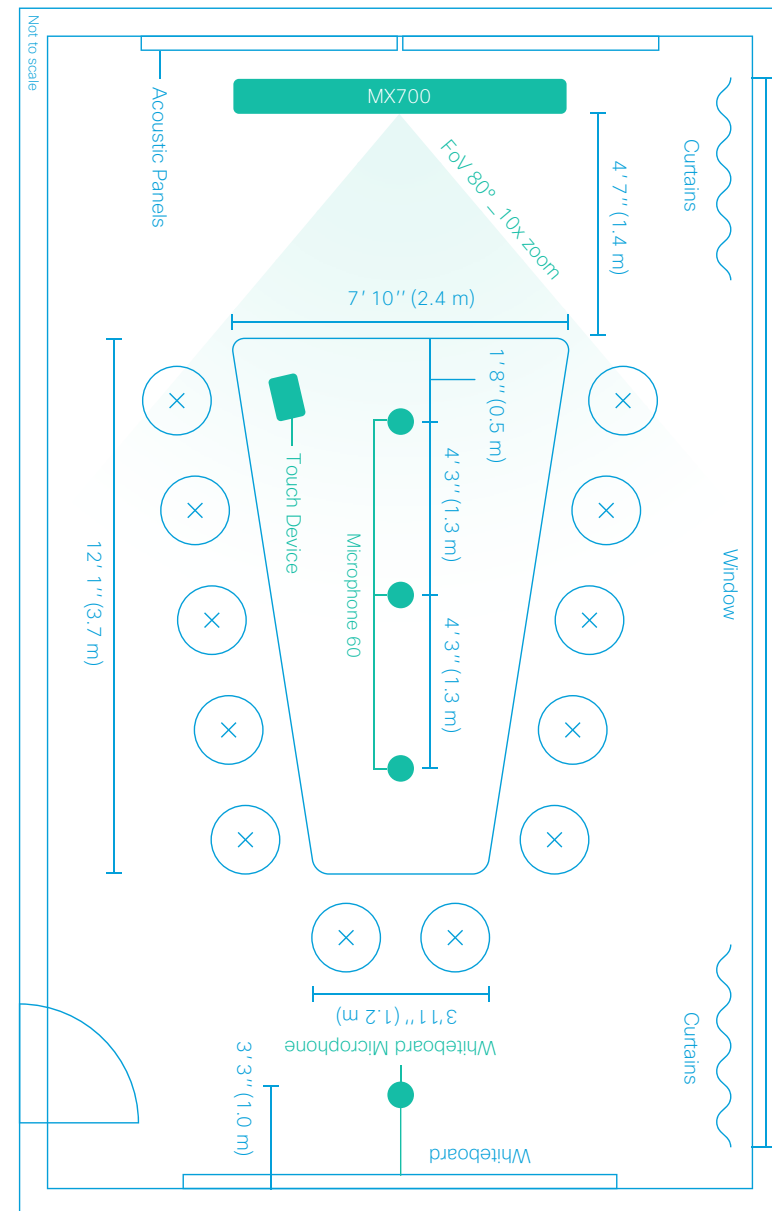 Not to scale
MX700
Acoustic Panels
FoV 80° _ 10x zoom
Curtains
4' 7'' (1.4 m)
7' 10'' (2.4 m)
1' 8'' (0.5 m)
Touch Device
4' 3'' (1.3 m)
Microphone 60
12' 1'' (3.7 m)
Window
4' 3'' (1.3 m)
3'11'' (1.2 m)
Whiteboard Microphone
3' 3'' (1.0 m)
Curtains
Whiteboard